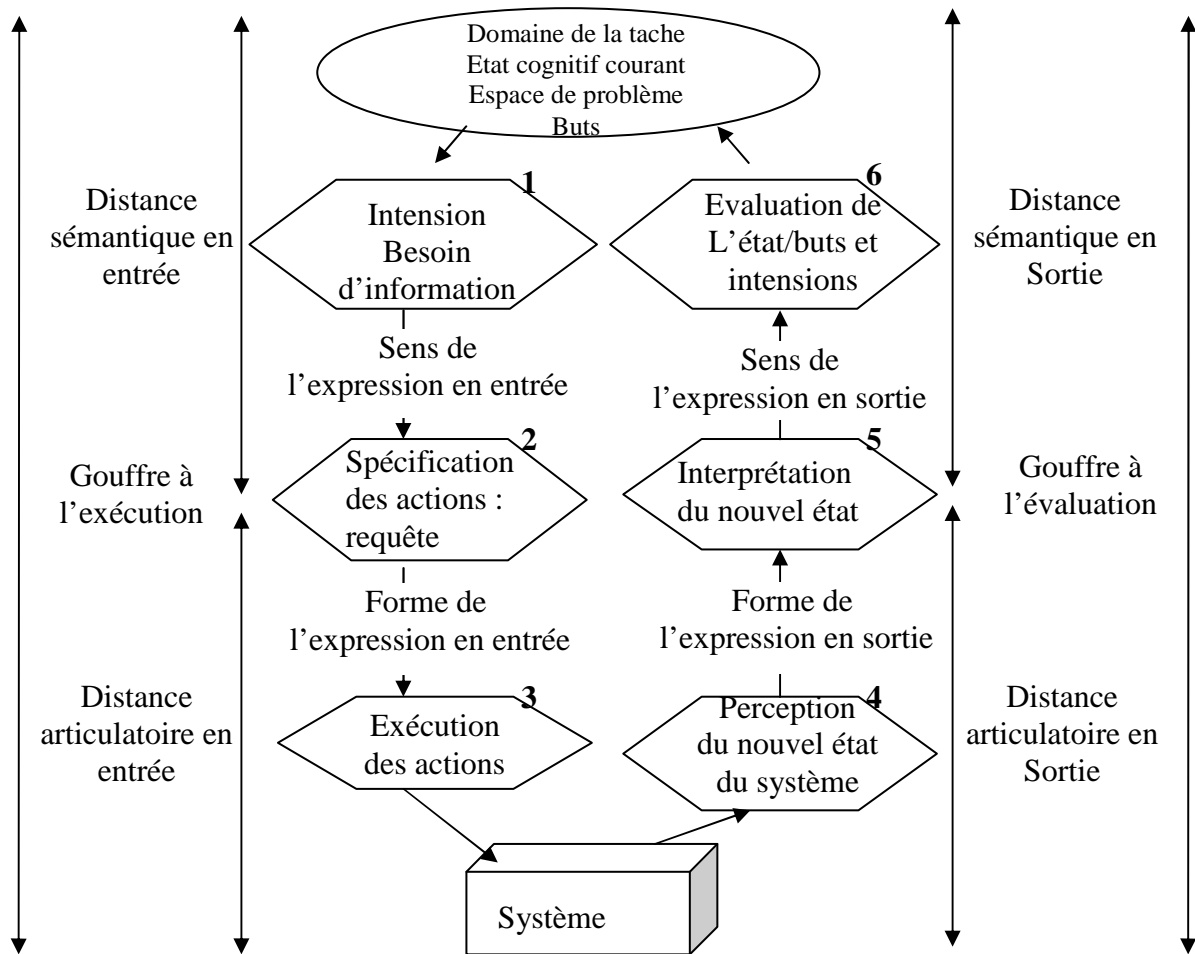 Domaine de la tache
Etat cognitif courant
Espace de problème
Buts
1
Intension
Besoin
d'information
6
Evaluation de
L'état/buts et
intensions
Distance
sémantique en
entrée
Distance
sémantique en
Sortie
Sens de
l'expression en entrée
Sens de
l'expression en sortie
2
Spécification
des actions :
requête
5
Interprétation
du nouvel état
Gouffre à
l'exécution
Gouffre à
l'évaluation
Forme de
l'expression en entrée
Forme de
l'expression en sortie
3
Exécution
des actions
4
Perception
du nouvel état
du système
Distance
articulatoire en
entrée
Distance
articulatoire en
Sortie
Système